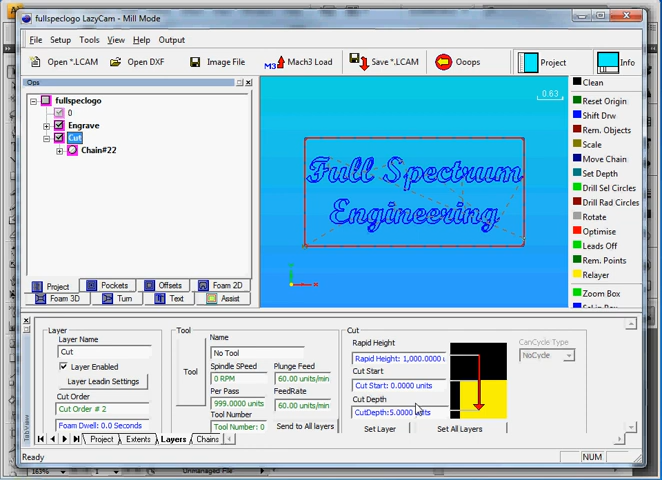 fullspeclogo LazyCam - Mill Mode
File Setup Tools Help Output
Open *.LCAM Open DXF Image File M3 Mach3 Load Save *.LCAM Ooops Project Info
Ops
fullspeclogo
0
Engrave
Cut
Chain#22
0.63
Full Spectrum
Engineering
Clean
Reset Origin
Shift Drw.
Rem. Objects
Scale
Move Chain
Set Depth
Drill Sel Circles
Drill Rad Circles
Rotate
Optimise
Leads Off
Rem. Points
Relayer
Zoom Box
Project Pockets Offsets Foam 2D
Foam 3D Turn Text Assist
Layer
Layer Name
Cut
Layer Enabled
Layer Leadin Settings
Cut Order
Cut Order # 2
Foam Dwell: 0.0 Seconds
Tool
Tool
Name
No Tool
Spindle SPeed
0 RPM
Per Pass
999.0000 units
Tool Number
Tool Number: 0
Plunge Feed
60.00 units/min
FeedRate
60.00 units/min
Send to All layers
Cut
Rapid Height
Rapid Height: 1,000.0000 u
Cut Start
Cut Start: 0.0000 units
Cut Depth
CutDepth:5.0000 units
Set Layer Set All Layers
CanCycle Type
NoCycle
TabView
Project Extents Layers Chains
Ready
NUM
163%
1
Unmanaged File